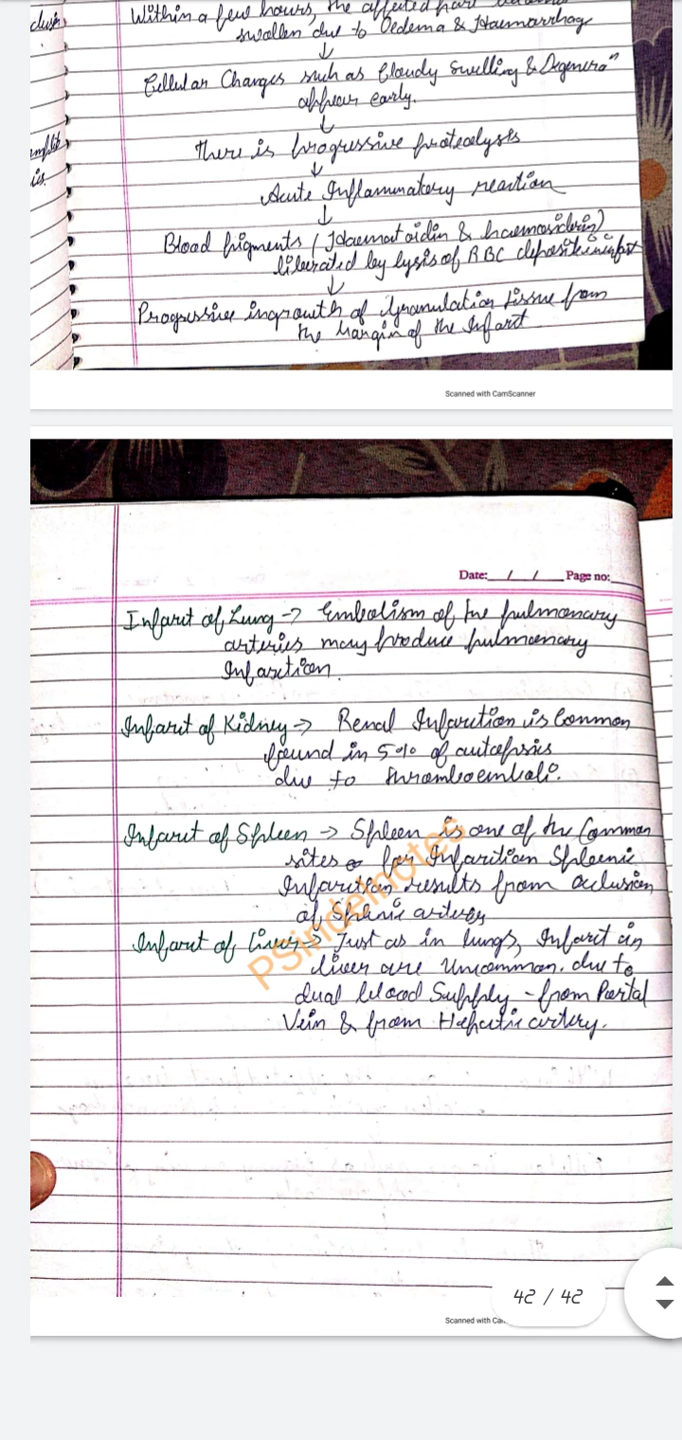 Within a few hours, the affected part
swollen due to Oedema & Haemorrhage
↓
Cellular Changes such as Cloudy Swelling & Degeneraⁿ
appear early.
↓
There is progressive proteolysis
↓
Acute Inflammatory reaction
↓
Blood pigments (Haematoidin & haemosiderin)
liberated by lysis of RBC deposite in infarct
↓
Progressive ingrowth of Granulation tissue from
the Margin of the Infarct
Scanned with CamScanner
Date: / / Page no:
Infarct of Lung → Embolism of the pulmonary
arteries may produce pulmonary
Infarction.
Infarct of Kidney → Renal Infarction is Common
found in 5% of autopsies
due to thromboemboli.
Infarct of Spleen → Spleen is one of the Common
sites for Infarction Spleenic
Infarction results from occlusion
of Splenic artery
Infarct of Liver → Just as in lungs, Infarct in
liver are Uncommon. due to
dual blood Supply - from Portal
Vein & from Hepatic artery.
PSindelnotes
42 / 42
Scanned with